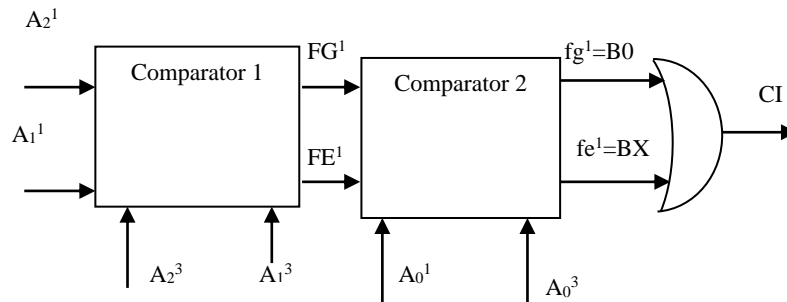 A₂¹
FG¹
fg¹=B0
Comparator 1
Comparator 2
CI
A₁¹
FE¹
fe¹=BX
A₂³
A₁³
A₀¹
A₀³